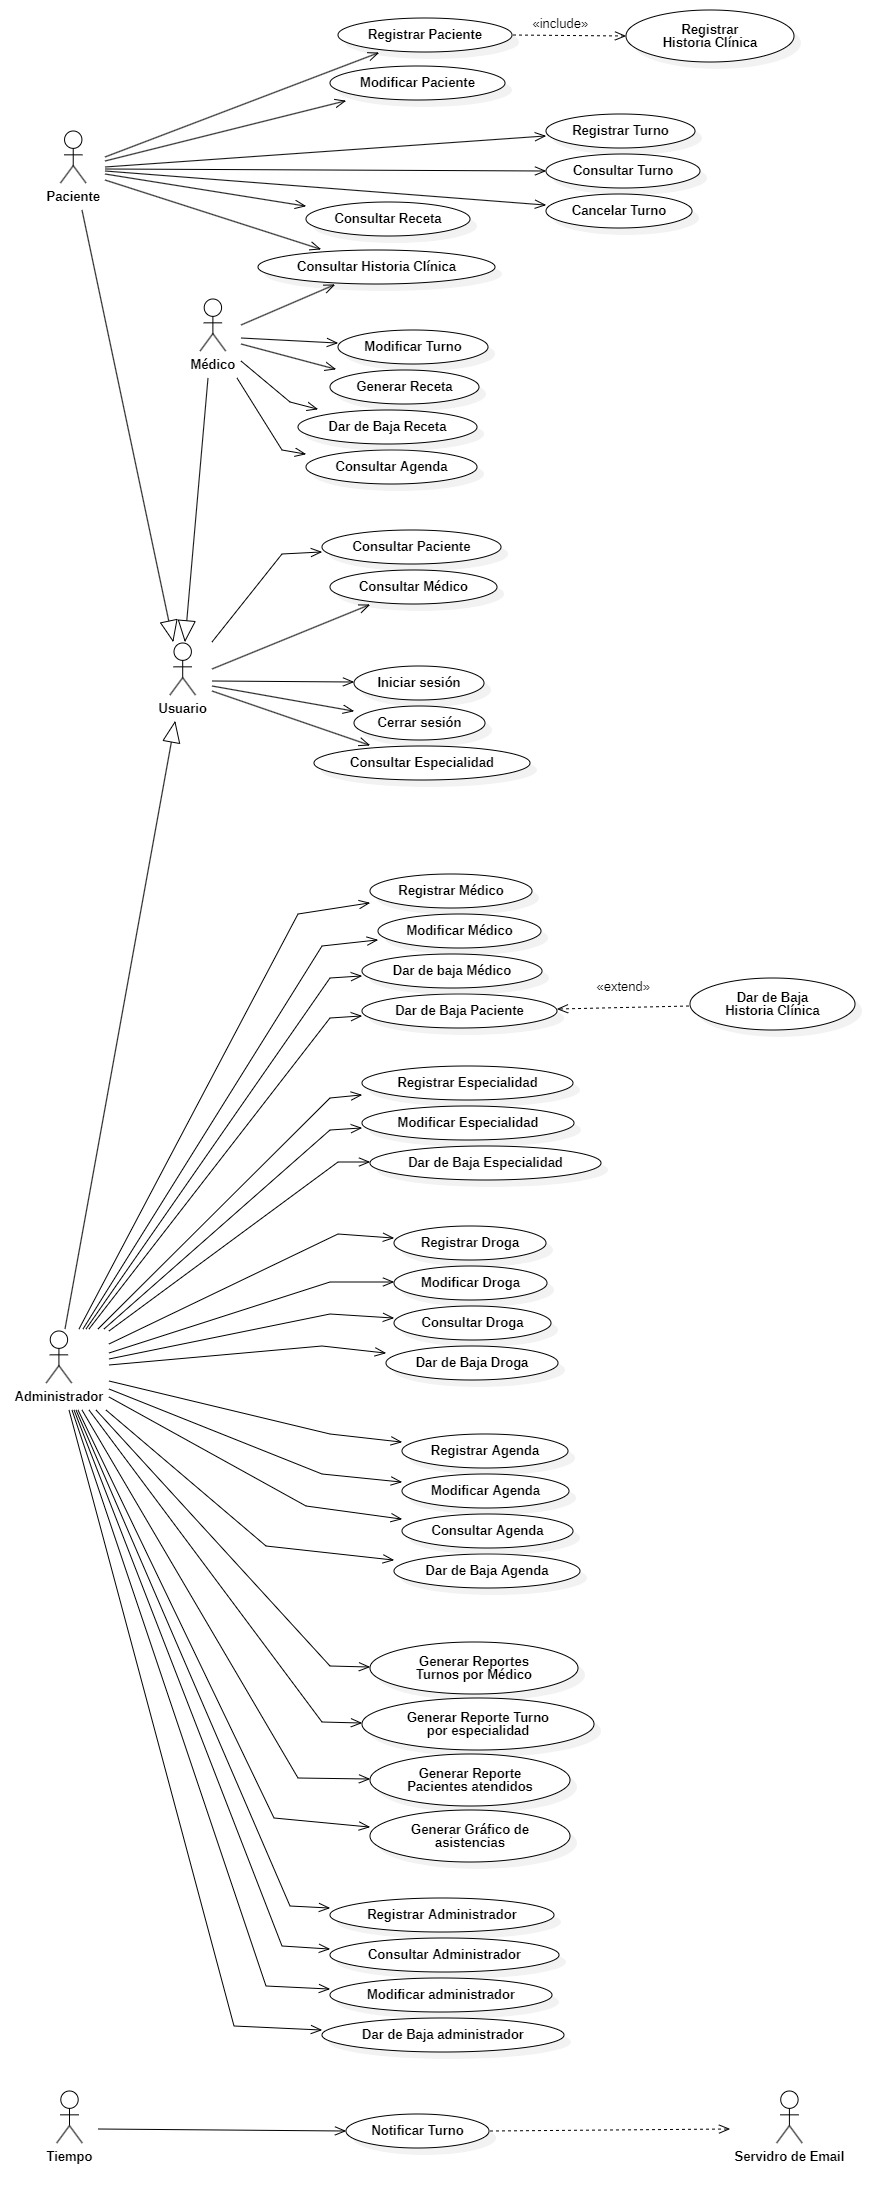 Registrar Paciente
«include»
Registrar
Historia Clínica
Modificar Paciente
Registrar Turno
Consultar Turno
Cancelar Turno
Paciente
Consultar Receta
Consultar Historia Clínica
Médico
Modificar Turno
Generar Receta
Dar de Baja Receta
Consultar Agenda
Consultar Paciente
Consultar Médico
Usuario
Iniciar sesión
Cerrar sesión
Consultar Especialidad
Registrar Médico
Modificar Médico
Dar de baja Médico
Dar de Baja Paciente
«extend»
Dar de Baja
Historia Clínica
Registrar Especialidad
Modificar Especialidad
Dar de Baja Especialidad
Registrar Droga
Modificar Droga
Consultar Droga
Dar de Baja Droga
Administrador
Registrar Agenda
Modificar Agenda
Consultar Agenda
Dar de Baja Agenda
Generar Reportes
Turnos por Médico
Generar Reporte Turno
por especialidad
Generar Reporte
Pacientes atendidos
Generar Gráfico de
asistencias
Registrar Administrador
Consultar Administrador
Modificar administrador
Dar de Baja administrador
Tiempo
Notificar Turno
Servidro de Email